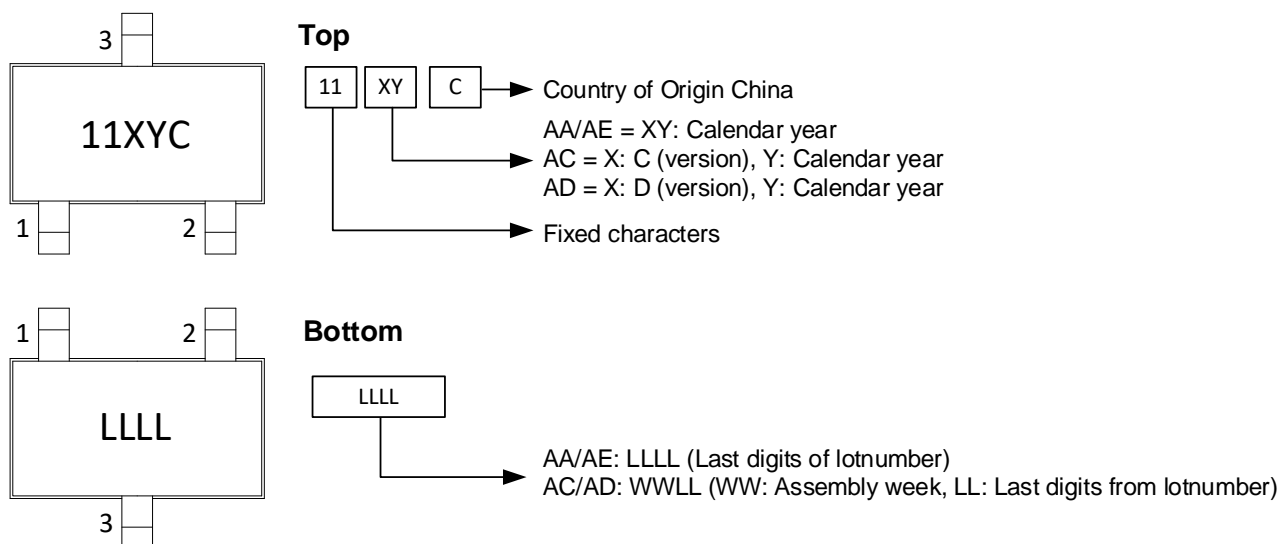 3
11XYC
1
2
Top
11 XY C
Country of Origin China
AA/AE = XY: Calendar year
AC = X: C (version), Y: Calendar year
AD = X: D (version), Y: Calendar year
Fixed characters
1
2
LLLL
3
Bottom
LLLL
AA/AE: LLLL (Last digits of lotnumber)
AC/AD: WWLL (WW: Assembly week, LL: Last digits from lotnumber)